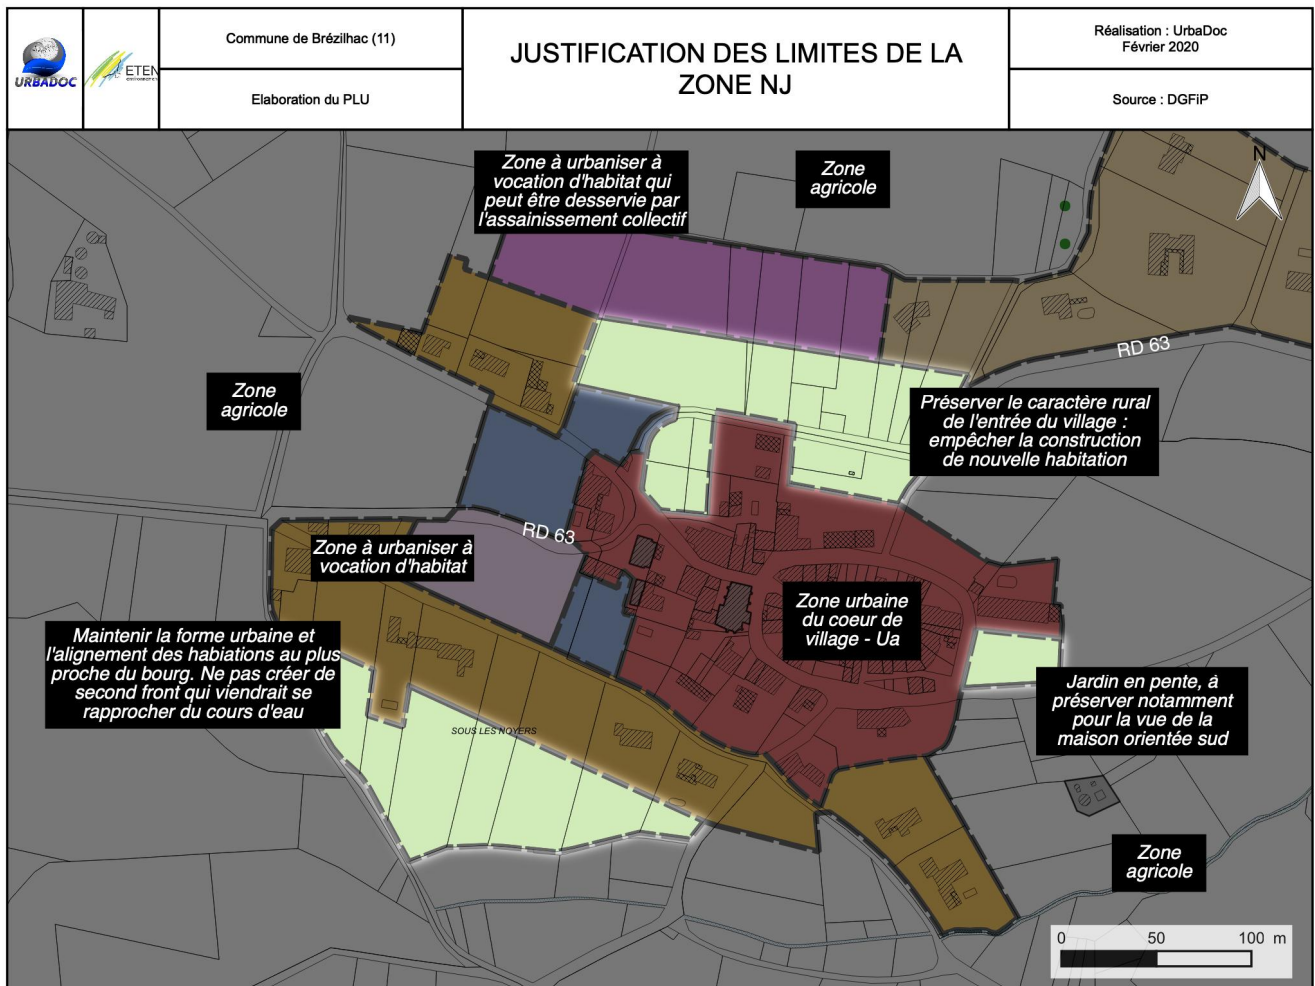 URBADOC
ETEN
Commune de Brézilhac (11)
Elaboration du PLU
JUSTIFICATION DES LIMITES DE LA
ZONE NJ
Réalisation : UrbaDoc
Février 2020
Source : DGFiP
Zone à urbaniser à
vocation d'habitat qui
peut être desservie par
l'assainissement collectif
Zone
agricole
N
RD 63
Zone
agricole
Préserver le caractère rural
de l'entrée du village :
empêcher la construction
de nouvelle habitation
RD 63
Zone à urbaniser à
vocation d'habitat
Zone urbaine
du coeur de
village - Ua
Maintenir la forme urbaine et
l'alignement des habiations au plus
proche du bourg. Ne pas créer de
second front qui viendrait se
rapprocher du cours d'eau
SOUS LES NOYERS
Jardin en pente, à
préserver notamment
pour la vue de la
maison orientée sud
Zone
agricole
0 50 100 m